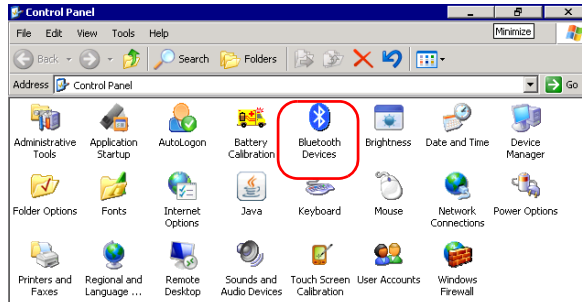 Control Panel
File Edit View Tools Help
Minimize
Back Search Folders
Address Control Panel Go
Administrative Tools
Application Startup
AutoLogon
Battery Calibration
Bluetooth Devices
Brightness
Date and Time
Device Manager
Folder Options
Fonts
Internet Options
Java
Keyboard
Mouse
Network Connections
Power Options
Printers and Faxes
Regional and Language ...
Remote Desktop
Sounds and Audio Devices
Touch Screen Calibration
User Accounts
Windows Firewall